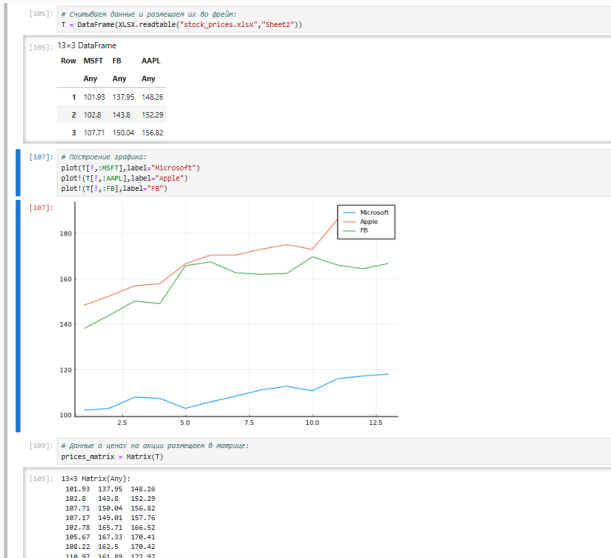 [105]: # Считываем данные и размещаем их во фрейм:
T = DataFrame(XLSX.readtable("stock_prices.xlsx","Sheet2"))
[105]: 13×3 DataFrame
Row MSFT FB AAPL
Any Any Any
1 101.93 137.95 148.26
2 102.8 143.8 152.29
3 107.71 150.04 156.82
[107]: # Построение графика:
plot(T[!,:MSFT],label="Microsoft")
plot!(T[!,:AAPL],label="Apple")
plot!(T[!,:FB],label="FB")
[107]:
Microsoft
Apple
FB
180
160
140
120
100
2.5 5.0 7.5 10.0 12.5
[109]: # Данные о ценах на акции размещаем в матрице:
prices_matrix = Matrix(T)
[109]: 13×3 Matrix{Any}:
101.93 137.95 148.26
102.8 143.8 152.29
107.71 150.04 156.82
107.17 149.01 157.76
102.78 165.71 166.52
105.67 167.33 170.41
108.22 162.5 170.42
110.97 161.89 172.97